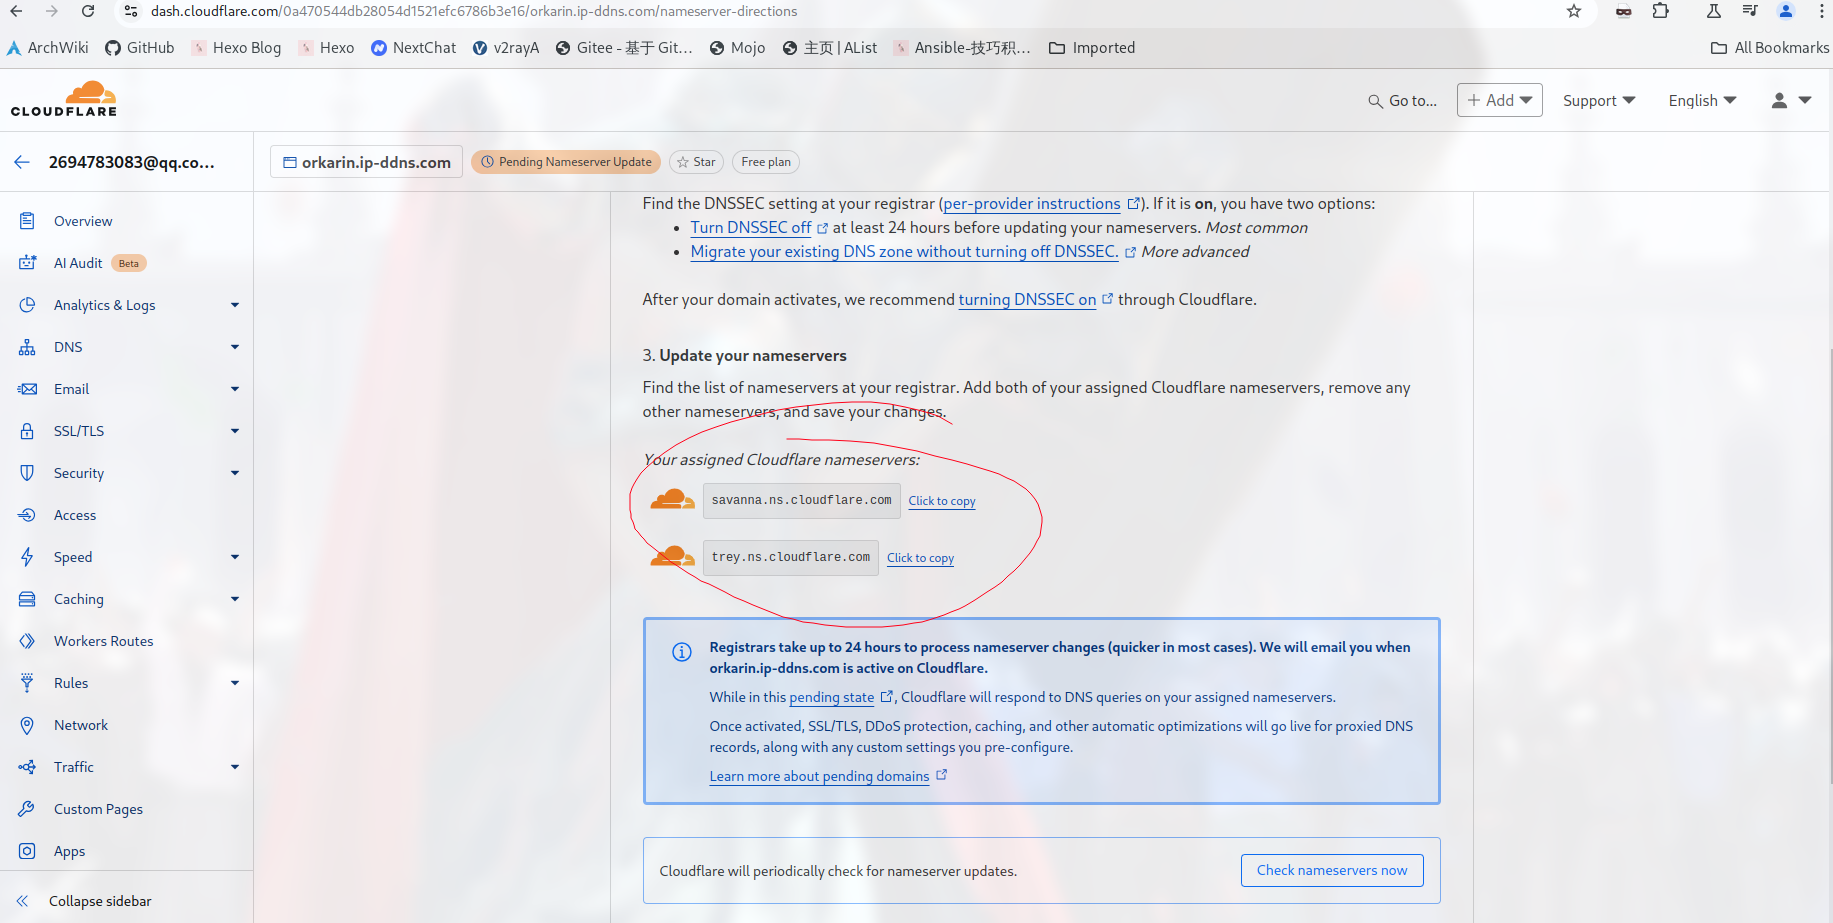 dash.cloudflare.com/0a470544db28054d1521efc6786b3e16/orkarin.ip-ddns.com/nameserver-directions
ArchWiki GitHub Hexo Blog Hexo NextChat v2rayA Gitee - 基于 Git… Mojo 主页 | AList Ansible-技巧积… Imported All Bookmarks
CLOUDFLARE
Go to... + Add Support English
2694783083@qq.co... orkarin.ip-ddns.com Pending Nameserver Update Star Free plan
Overview
AI Audit Beta
Analytics & Logs
DNS
Email
SSL/TLS
Security
Access
Speed
Caching
Workers Routes
Rules
Network
Traffic
Custom Pages
Apps
Collapse sidebar
Find the DNSSEC setting at your registrar (per-provider instructions). If it is on, you have two options:
• Turn DNSSEC off at least 24 hours before updating your nameservers. Most common
• Migrate your existing DNS zone without turning off DNSSEC. More advanced
After your domain activates, we recommend turning DNSSEC on through Cloudflare.
3. Update your nameservers
Find the list of nameservers at your registrar. Add both of your assigned Cloudflare nameservers, remove any
other nameservers, and save your changes.
Your assigned Cloudflare nameservers:
savanna.ns.cloudflare.com Click to copy
trey.ns.cloudflare.com Click to copy
Registrars take up to 24 hours to process nameserver changes (quicker in most cases). We will email you when
orkarin.ip-ddns.com is active on Cloudflare.
While in this pending state, Cloudflare will respond to DNS queries on your assigned nameservers.
Once activated, SSL/TLS, DDoS protection, caching, and other automatic optimizations will go live for proxied DNS
records, along with any custom settings you pre-configure.
Learn more about pending domains
Cloudflare will periodically check for nameserver updates. Check nameservers now